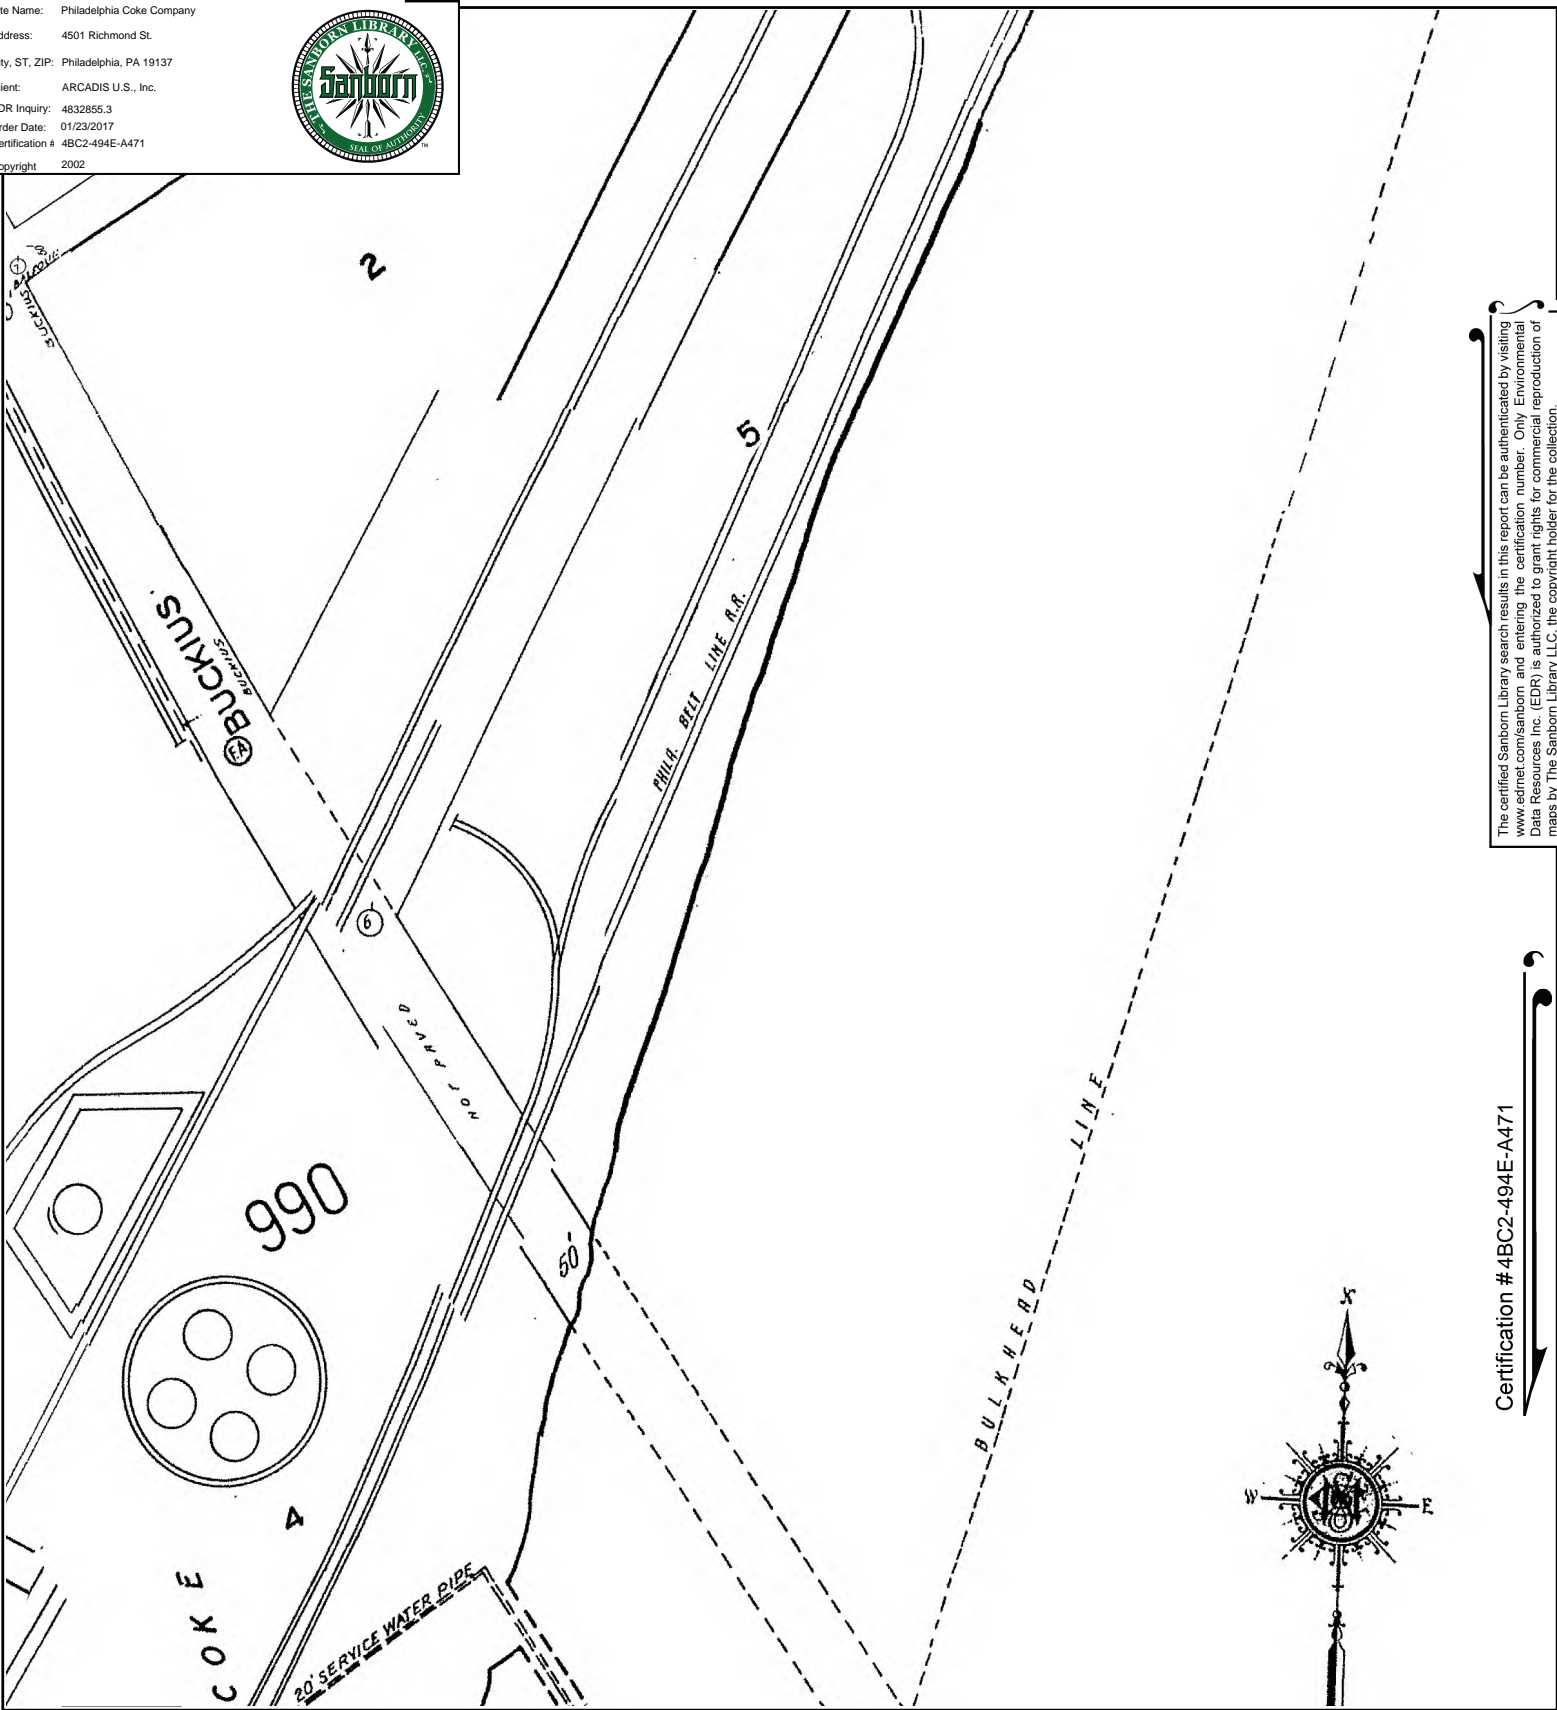 te Name: Philadelphia Coke Company
ddress: 4501 Richmond St.
ty, ST, ZIP: Philadelphia, PA 19137
ient: ARCADIS U.S., Inc.
DR Inquiry: 4832855.3
rder Date: 01/23/2017
ertification # 4BC2-494E-A471
opyright 2002
THE SANBORN LIBRARY LLC
Sanborn
SEAL OF AUTHORITY
TM
2
7
BUCKIUS
5
BUCKIUS
BUCKIUS
F.A.
PHILA. BELT LINE R.R.
6
NOT PAVED
990
50'
4
COKE
20" SERVICE WATER PIPE
BULKHEAD LINE
N
W
E
The certified Sanborn Library search results in this report can be authenticated by visiting
www.edrnet.com/sanborn and entering the certification number. Only Environmental
Data Resources Inc. (EDR) is authorized to grant rights for commercial reproduction of
maps by The Sanborn Library LLC, the copyright holder for the collection.
Certification # 4BC2-494E-A471